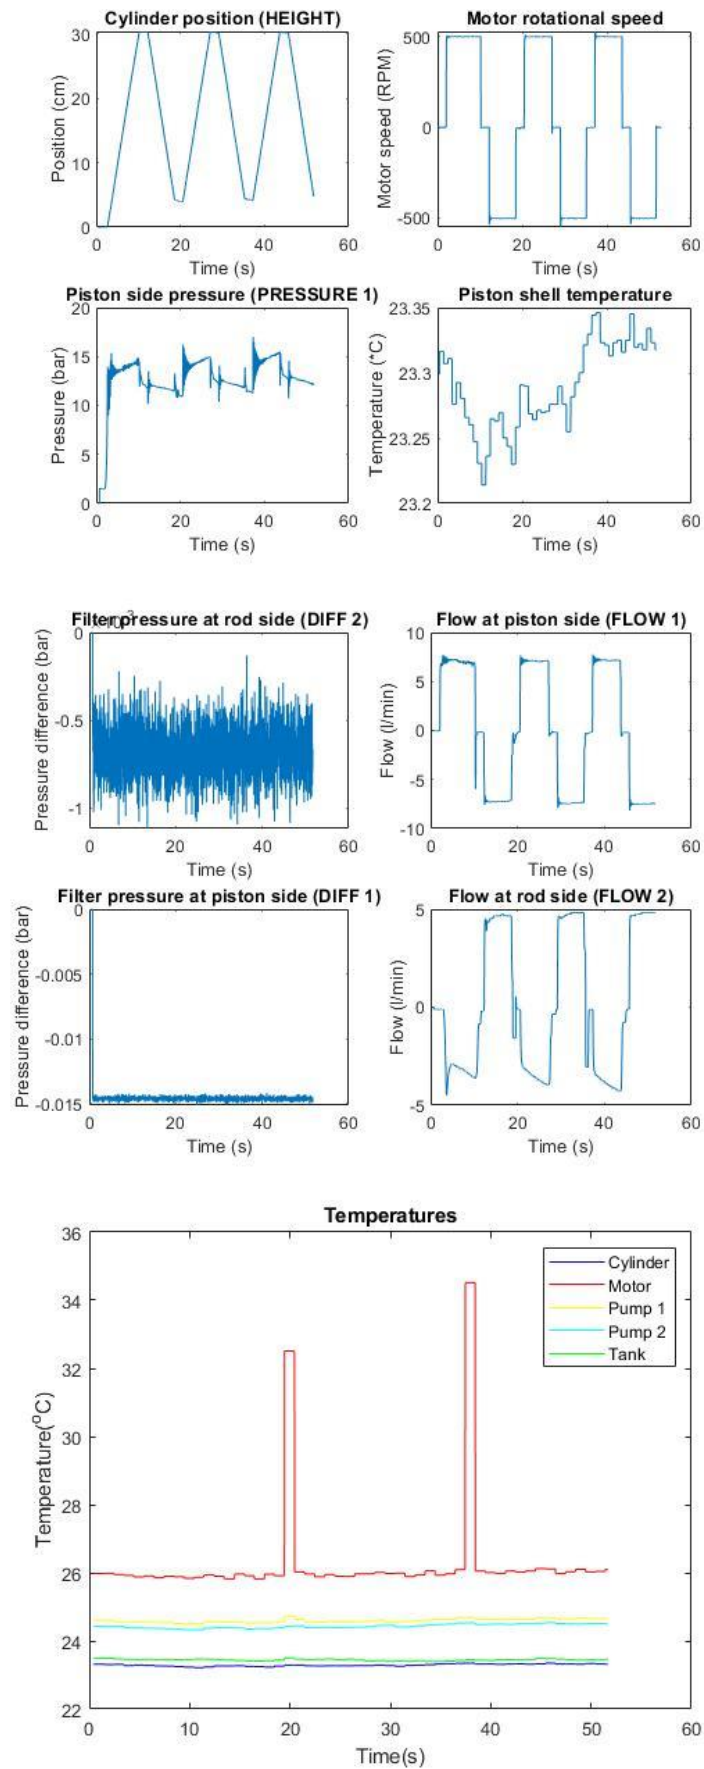 Cylinder position (HEIGHT)
30
20
10
0
Position (cm)
0 20 40 60
Time (s)
Motor rotational speed
500
0
-500
Motor speed (RPM)
0 20 40 60
Time (s)
Piston side pressure (PRESSURE 1)
20
15
10
5
0
Pressure (bar)
0 20 40 60
Time (s)
Piston shell temperature
23.35
23.3
23.25
23.2
Temperature (*C)
0 20 40 60
Time (s)
Filter pressure at rod side (DIFF 2)
0
-0.5
-1
Pressure difference (bar)
0 20 40 60
Time (s)
Flow at piston side (FLOW 1)
10
5
0
-5
-10
Flow (l/min)
0 20 40 60
Time (s)
Filter pressure at piston side (DIFF 1)
0
-0.005
-0.01
-0.015
Pressure difference (bar)
0 20 40 60
Time (s)
Flow at rod side (FLOW 2)
5
0
-5
Flow (l/min)
0 20 40 60
Time (s)
Temperatures
36
34
32
30
28
26
24
22
Temperature(°C)
Cylinder
Motor
Pump 1
Pump 2
Tank
0 10 20 30 40 50 60
Time(s)